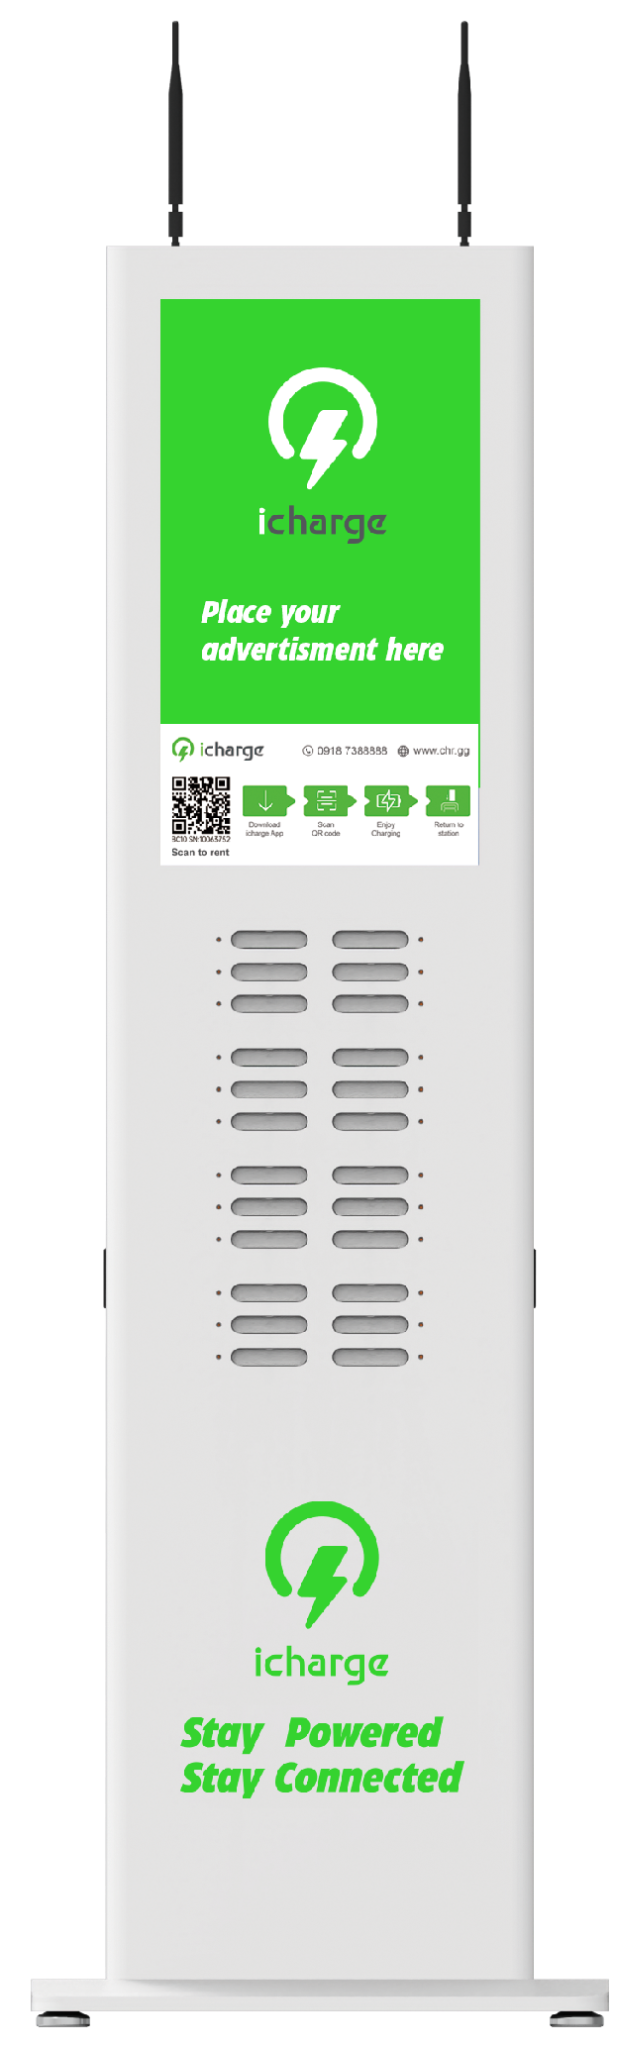 icharge
Place your
advertisment here
icharge 0918 7388888 www.chr.gg
Download
icharge App
Scan
QR code
Enjoy
Charging
Return to
station
BC10 SN:10063752
Scan to rent
icharge
Stay Powered
Stay Connected